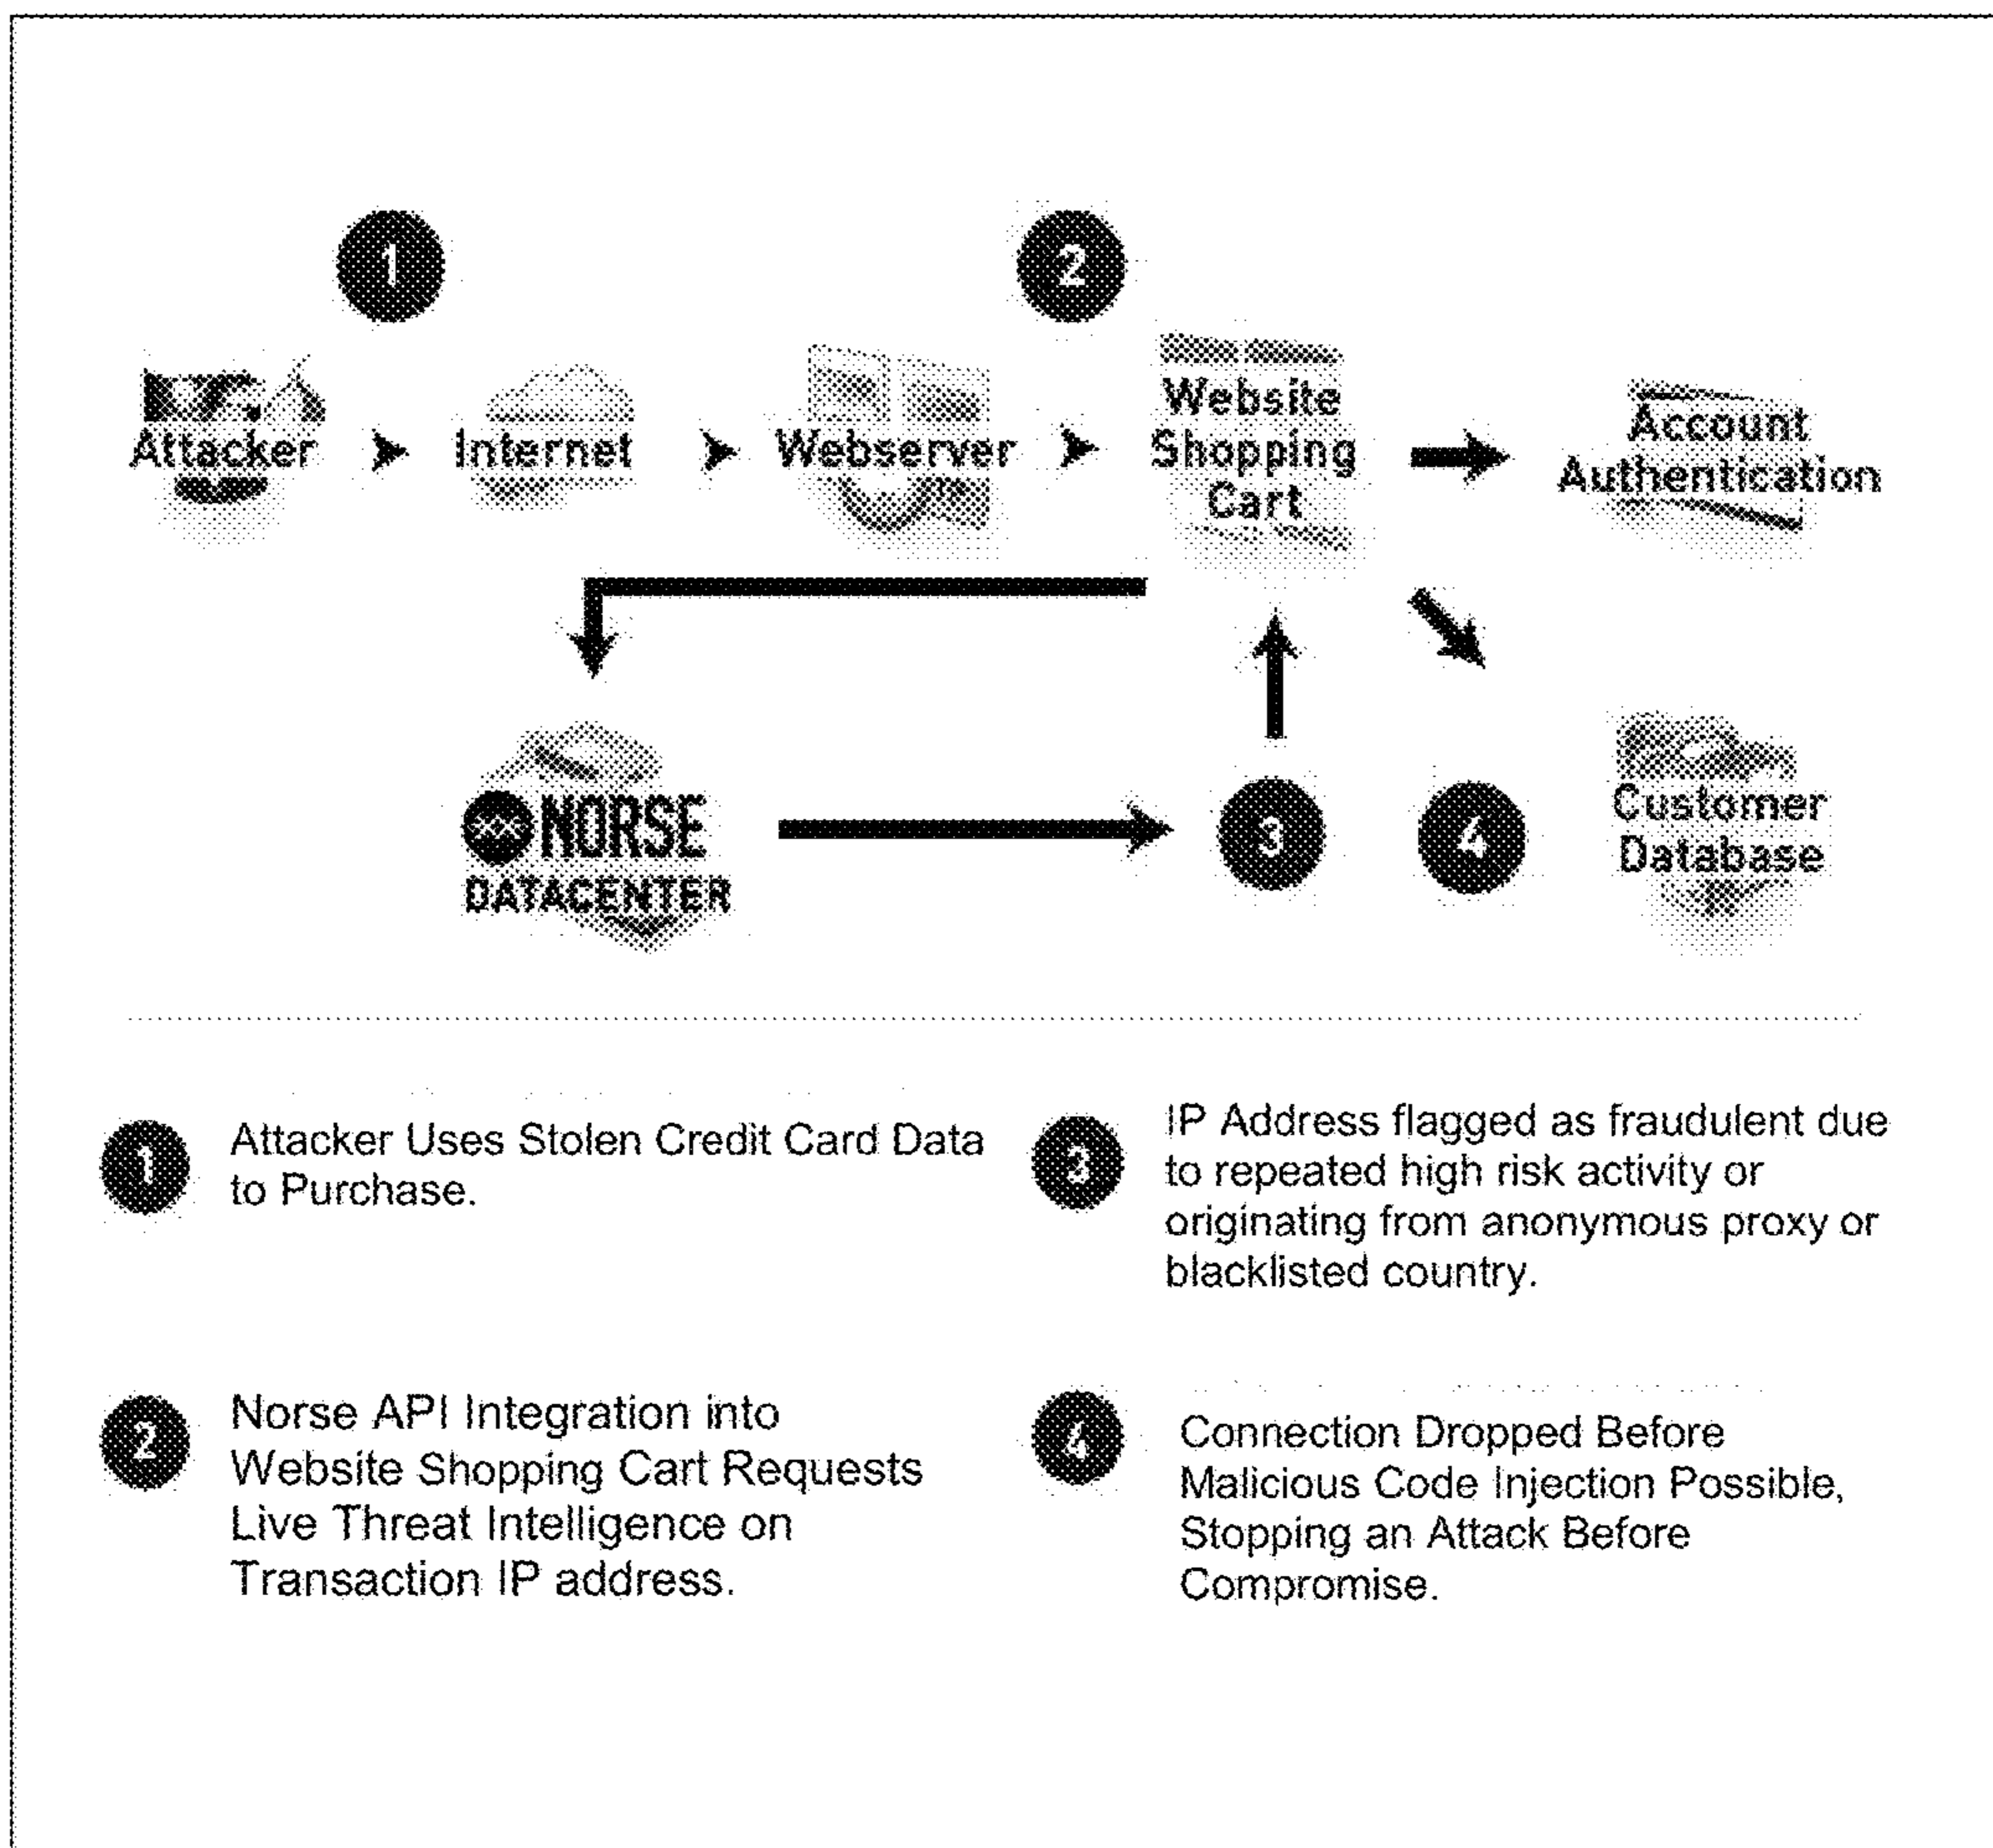 1
2
Attacker
Internet
Webserver
Website
Shopping
Cart
Account
Authentication
NORSE
DATACENTER
3
4
Customer
Database
1
Attacker Uses Stolen Credit Card Data
to Purchase.
2
Norse API Integration into
Website Shopping Cart Requests
Live Threat Intelligence on
Transaction IP address.
3
IP Address flagged as fraudulent due
to repeated high risk activity or
originating from anonymous proxy or
blacklisted country.
4
Connection Dropped Before
Malicious Code Injection Possible,
Stopping an Attack Before
Compromise.